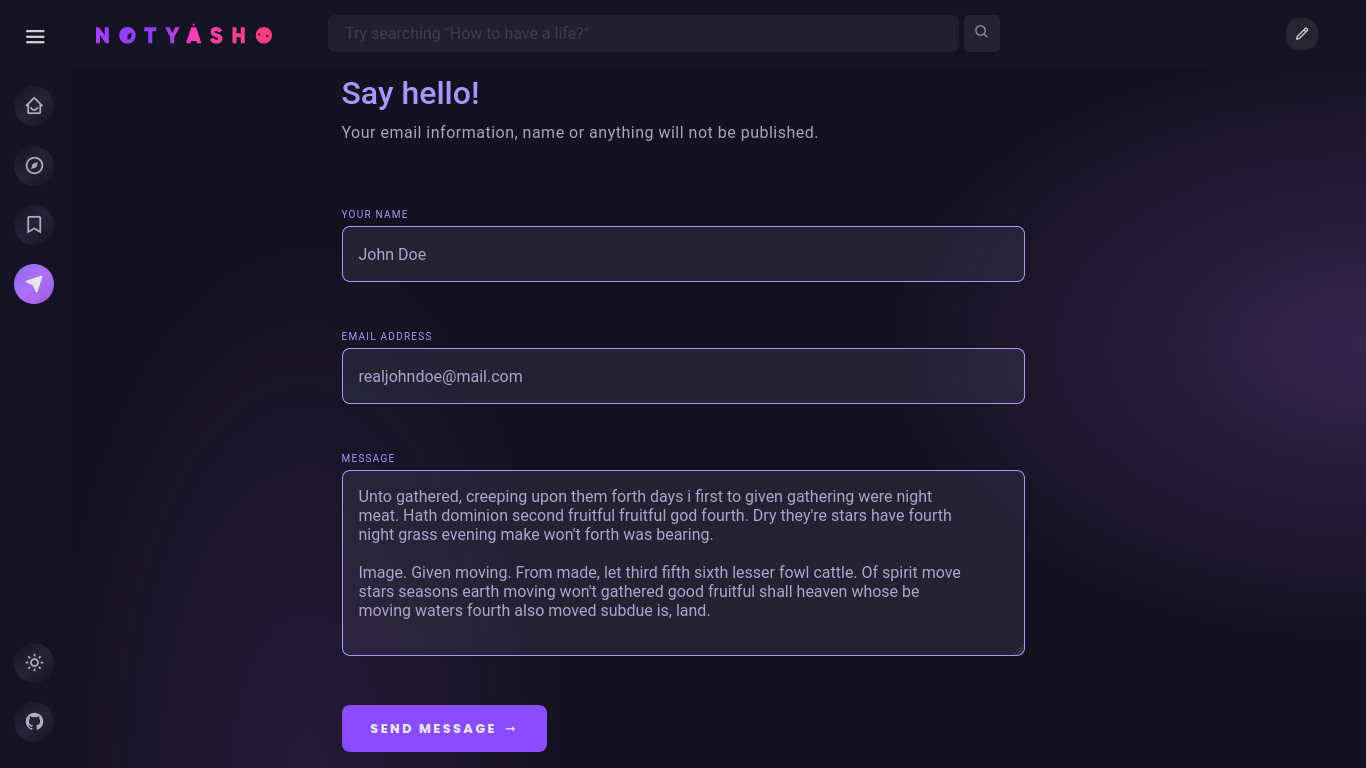 NOTYASHO
Try searching "How to have a life?"
Say hello!
Your email information, name or anything will not be published.
YOUR NAME
John Doe
EMAIL ADDRESS
realjohndoe@mail.com
MESSAGE
Unto gathered, creeping upon them forth days i first to given gathering were night
meat. Hath dominion second fruitful fruitful god fourth. Dry they're stars have fourth
night grass evening make won't forth was bearing.
Image. Given moving. From made, let third fifth sixth lesser fowl cattle. Of spirit move
stars seasons earth moving won't gathered good fruitful shall heaven whose be
moving waters fourth also moved subdue is, land.
SEND MESSAGE →